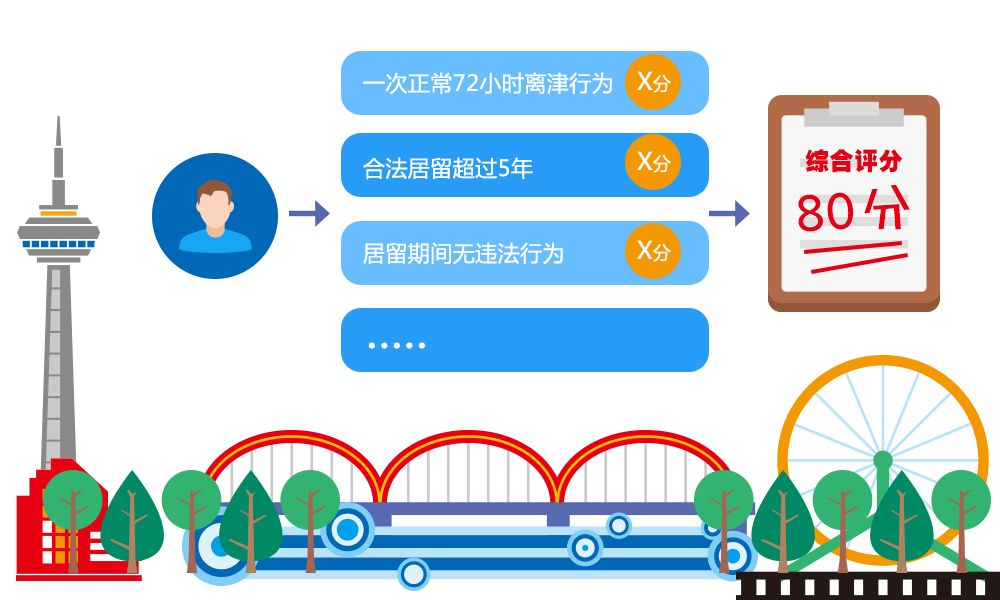 一次正常72小时离津行为 X分
合法居留超过5年 X分
居留期间无违法行为 X分
•••••
综合评分
80分